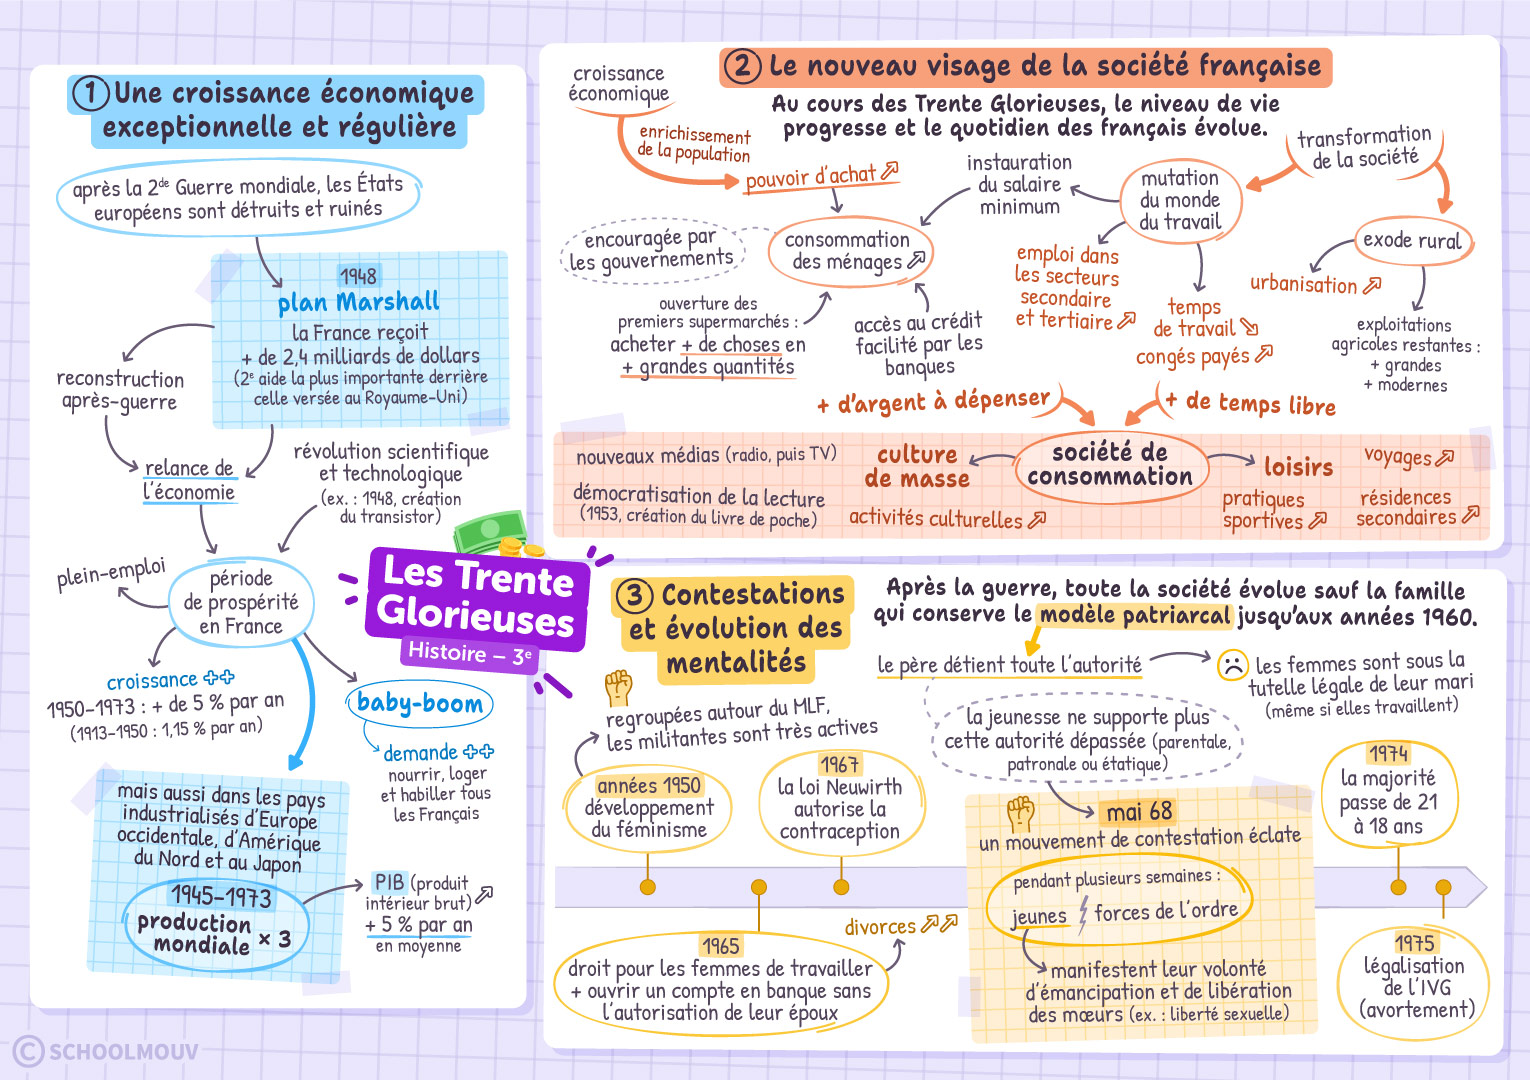 1 Une croissance économique
exceptionnelle et régulière
après la 2de Guerre mondiale, les États
européens sont détruits et ruinés
1948
plan Marshall
la France reçoit
+ de 2,4 milliards de dollars
(2e aide la plus importante derrière
celle versée au Royaume-Uni)
reconstruction
après-guerre
relance de
l'économie
révolution scientifique
et technologique
(ex. : 1948, création
du transistor)
plein-emploi
période
de prospérité
en France
croissance ++
1950-1973 : + de 5 % par an
(1913-1950 : 1,15 % par an)
baby-boom
demande ++
nourrir, loger
et habiller tous
les Français
mais aussi dans les pays
industrialisés d'Europe
occidentale, d'Amérique
du Nord et au Japon
1945-1973
production
mondiale × 3
PIB (produit
intérieur brut)
+ 5 % par an
en moyenne
Les Trente
Glorieuses
Histoire – 3e
2 Le nouveau visage de la société française
Au cours des Trente Glorieuses, le niveau de vie
progresse et le quotidien des français évolue.
croissance
économique
enrichissement
de la population
pouvoir d'achat
encouragée par
les gouvernements
consommation
des ménages
ouverture des
premiers supermarchés :
acheter + de choses en
+ grandes quantités
accès au crédit
facilité par les
banques
instauration
du salaire
minimum
mutation
du monde
du travail
transformation
de la société
emploi dans
les secteurs
secondaire
et tertiaire
temps
de travail
congés payés
exode rural
urbanisation
exploitations
agricoles restantes :
+ grandes
+ modernes
+ d'argent à dépenser
+ de temps libre
société de
consommation
culture
de masse
nouveaux médias (radio, puis TV)
démocratisation de la lecture
(1953, création du livre de poche)
activités culturelles
loisirs
voyages
pratiques
sportives
résidences
secondaires
3 Contestations
et évolution des
mentalités
Après la guerre, toute la société évolue sauf la famille
qui conserve le modèle patriarcal jusqu'aux années 1960.
le père détient toute l'autorité
les femmes sont sous la
tutelle légale de leur mari
(même si elles travaillent)
la jeunesse ne supporte plus
cette autorité dépassée (parentale,
patronale ou étatique)
regroupées autour du MLF,
les militantes sont très actives
années 1950
développement
du féminisme
1967
la loi Neuwirth
autorise la
contraception
mai 68
un mouvement de contestation éclate
pendant plusieurs semaines :
jeunes forces de l'ordre
manifestent leur volonté
d'émancipation et de libération
des mœurs (ex. : liberté sexuelle)
1974
la majorité
passe de 21
à 18 ans
1965
droit pour les femmes de travailler
+ ouvrir un compte en banque sans
l'autorisation de leur époux
divorces
1975
légalisation
de l'IVG
(avortement)
© SCHOOLMOUV